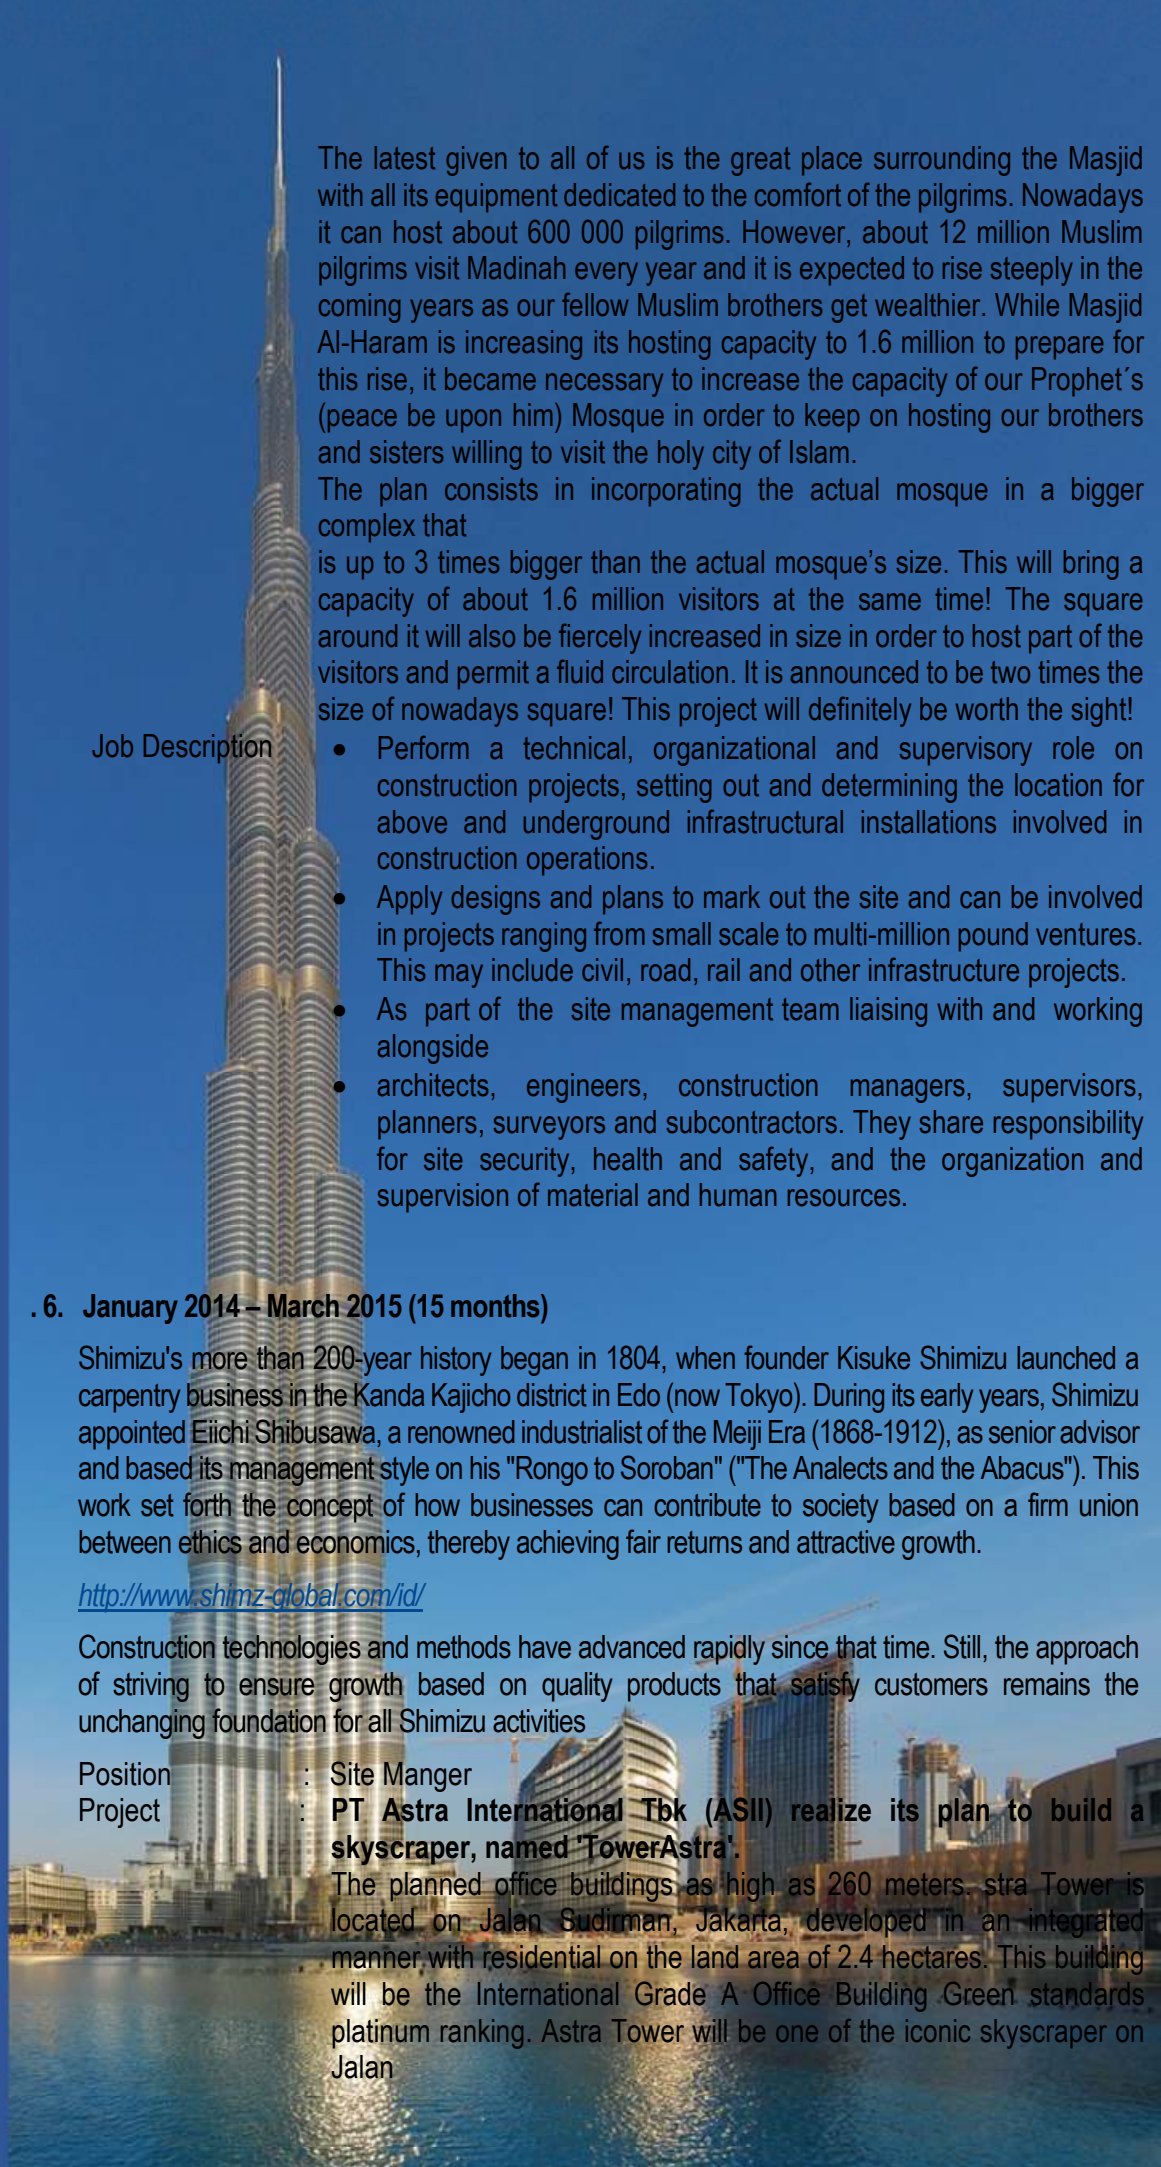 The latest given to all of us is the great place surrounding the Masjid
with all its equipment dedicated to the comfort of the pilgrims. Nowadays
it can host about 600 000 pilgrims. However, about 12 million Muslim
pilgrims visit Madinah every year and it is expected to rise steeply in the
coming years as our fellow Muslim brothers get wealthier. While Masjid
Al-Haram is increasing its hosting capacity to 1.6 million to prepare for
this rise, it became necessary to increase the capacity of our Prophet´s
(peace be upon him) Mosque in order to keep on hosting our brothers
and sisters willing to visit the holy city of Islam.
The plan consists in incorporating the actual mosque in a bigger
complex that
is up to 3 times bigger than the actual mosque’s size. This will bring a
capacity of about 1.6 million visitors at the same time! The square
around it will also be fiercely increased in size in order to host part of the
visitors and permit a fluid circulation. It is announced to be two times the
size of nowadays square! This project will definitely be worth the sight!
Job Description • Perform a technical, organizational and supervisory role on
construction projects, setting out and determining the location for
above and underground infrastructural installations involved in
construction operations.
• Apply designs and plans to mark out the site and can be involved
in projects ranging from small scale to multi-million pound ventures.
This may include civil, road, rail and other infrastructure projects.
• As part of the site management team liaising with and working
alongside
• architects, engineers, construction managers, supervisors,
planners, surveyors and subcontractors. They share responsibility
for site security, health and safety, and the organization and
supervision of material and human resources.
. 6. January 2014 – March 2015 (15 months)
Shimizu's more than 200-year history began in 1804, when founder Kisuke Shimizu launched a
carpentry business in the Kanda Kajicho district in Edo (now Tokyo). During its early years, Shimizu
appointed Eiichi Shibusawa, a renowned industrialist of the Meiji Era (1868-1912), as senior advisor
and based its management style on his "Rongo to Soroban" ("The Analects and the Abacus"). This
work set forth the concept of how businesses can contribute to society based on a firm union
between ethics and economics, thereby achieving fair returns and attractive growth.
http://www.shimz-global.com/id/
Construction technologies and methods have advanced rapidly since that time. Still, the approach
of striving to ensure growth based on quality products that satisfy customers remains the
unchanging foundation for all Shimizu activities
Position : Site Manger
Project : PT Astra International Tbk (ASII) realize its plan to build a
skyscraper, named 'TowerAstra'.
The planned office buildings as high as 260 meters. stra Tower is
located on Jalan Sudirman, Jakarta, developed in an integrated
manner with residential on the land area of 2.4 hectares. This building
will be the International Grade A Office Building Green standards
platinum ranking. Astra Tower will be one of the iconic skyscraper on
Jalan